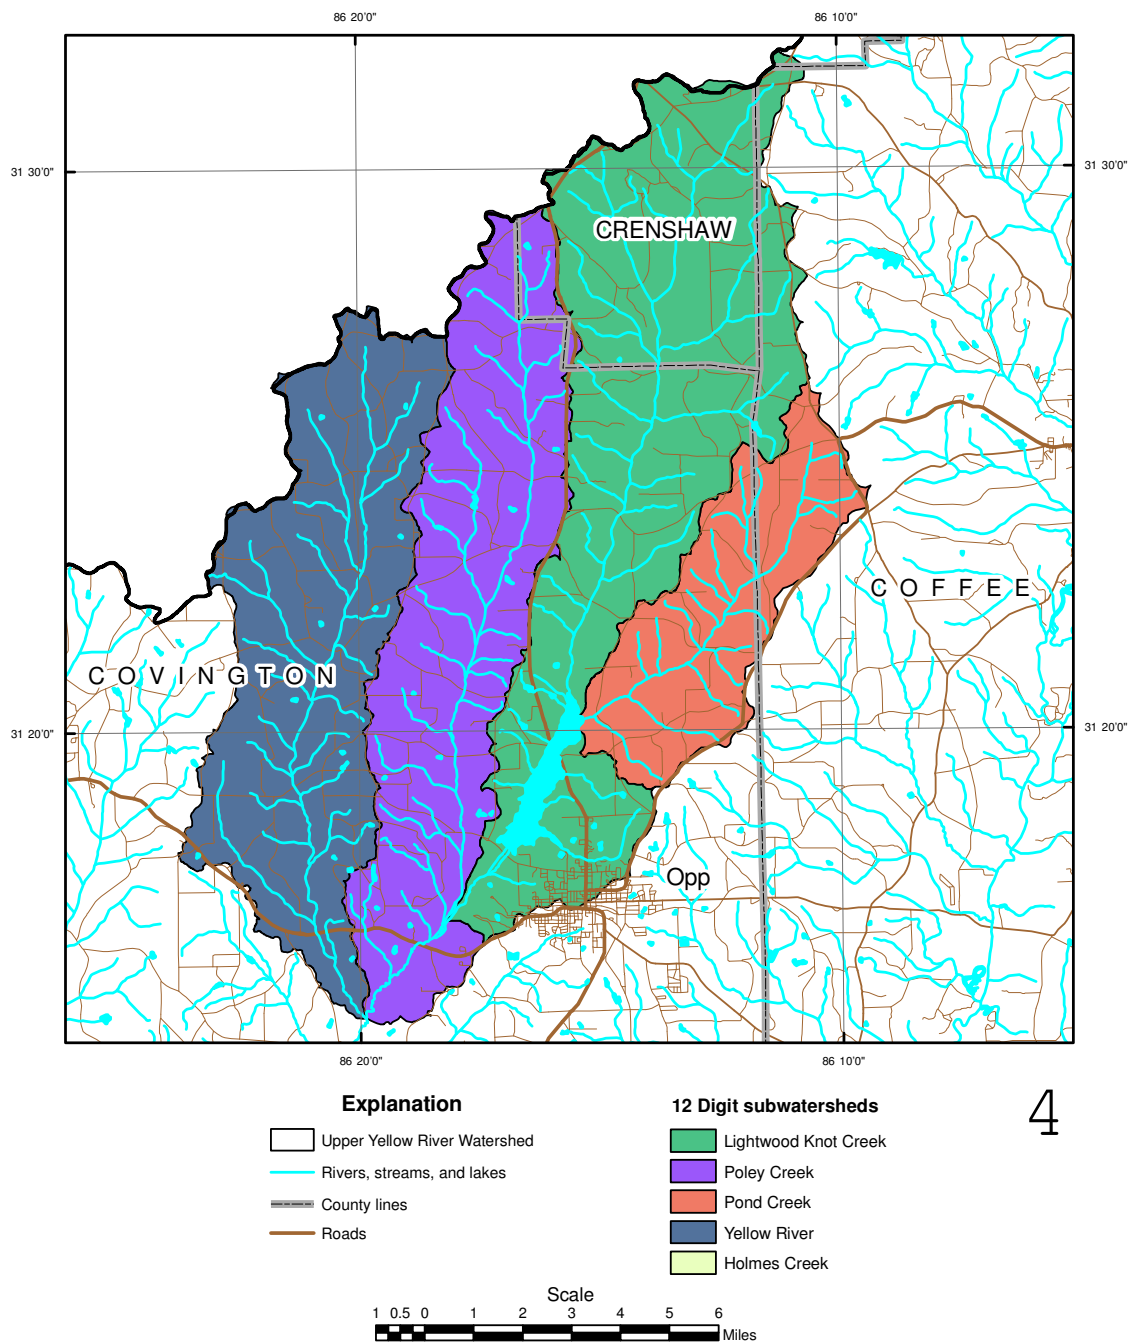 86 20'0"
86 10'0"
31 30'0"
31 30'0"
CRENSHAW
COFFEE
COVINGTON
31 20'0"
31 20'0"
Opp
86 20'0"
86 10'0"
Explanation
Upper Yellow River Watershed
Rivers, streams, and lakes
County lines
Roads
12 Digit subwatersheds
Lightwood Knot Creek
Poley Creek
Pond Creek
Yellow River
Holmes Creek
4
Scale
1 0.5 0 1 2 3 4 5 6
Miles